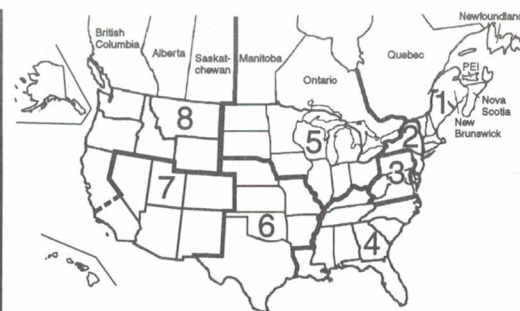 Newfoundland
British
Columbia
Alberta
Saskat-
chewan
Manitoba
Ontario
Quebec
PEI
Nova
Scotia
New
Brunswick
1
2
3
4
5
6
7
8